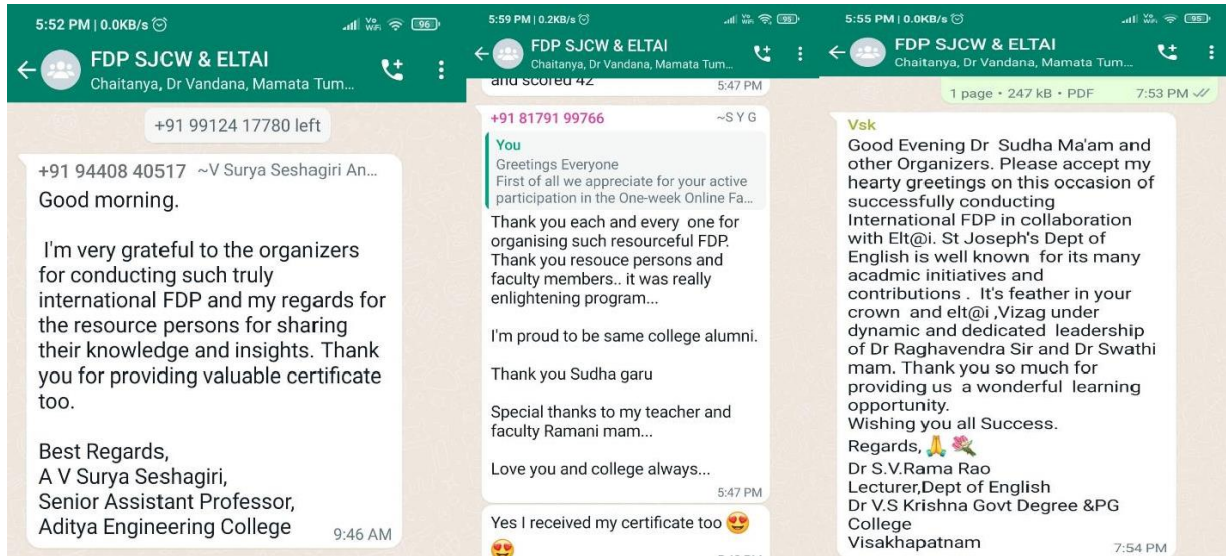 5:52 PM | 0.0KB/s
Vo
WiFi
96
FDP SJCW & ELTAI
Chaitanya, Dr Vandana, Mamata Tum...
+91 99124 17780 left
+91 94408 40517 ~V Surya Seshagiri An...
Good morning.
I'm very grateful to the organizers
for conducting such truly
international FDP and my regards for
the resource persons for sharing
their knowledge and insights. Thank
you for providing valuable certificate
too.
Best Regards,
A V Surya Seshagiri,
Senior Assistant Professor,
Aditya Engineering College
9:46 AM
5:59 PM | 0.2KB/s
Vo
WiFi
95
FDP SJCW & ELTAI
Chaitanya, Dr Vandana, Mamata Tum...
and scored 42
5:47 PM
+91 81791 99766 ~S Y G
You
Greetings Everyone
First of all we appreciate for your active
participation in the One-week Online Fa...
Thank you each and every one for
organising such resourceful FDP.
Thank you resouce persons and
faculty members.. it was really
enlightening program...
I'm proud to be same college alumni.
Thank you Sudha garu
Special thanks to my teacher and
faculty Ramani mam...
Love you and college always...
5:47 PM
Yes I received my certificate too 😍
😍
5:55 PM | 0.0KB/s
Vo
WiFi
95
FDP SJCW & ELTAI
Chaitanya, Dr Vandana, Mamata Tum...
1 page • 247 kB • PDF 7:53 PM
Vsk
Good Evening Dr Sudha Ma'am and
other Organizers. Please accept my
hearty greetings on this occasion of
successfully conducting
International FDP in collaboration
with Elt@i. St Joseph's Dept of
English is well known for its many
acadmic initiatives and
contributions . It's feather in your
crown and elt@i ,Vizag under
dynamic and dedicated leadership
of Dr Raghavendra Sir and Dr Swathi
mam. Thank you so much for
providing us a wonderful learning
opportunity.
Wishing you all Success.
Regards, 🙏 💐
Dr S.V.Rama Rao
Lecturer,Dept of English
Dr V.S Krishna Govt Degree &PG
College
Visakhapatnam
7:54 PM